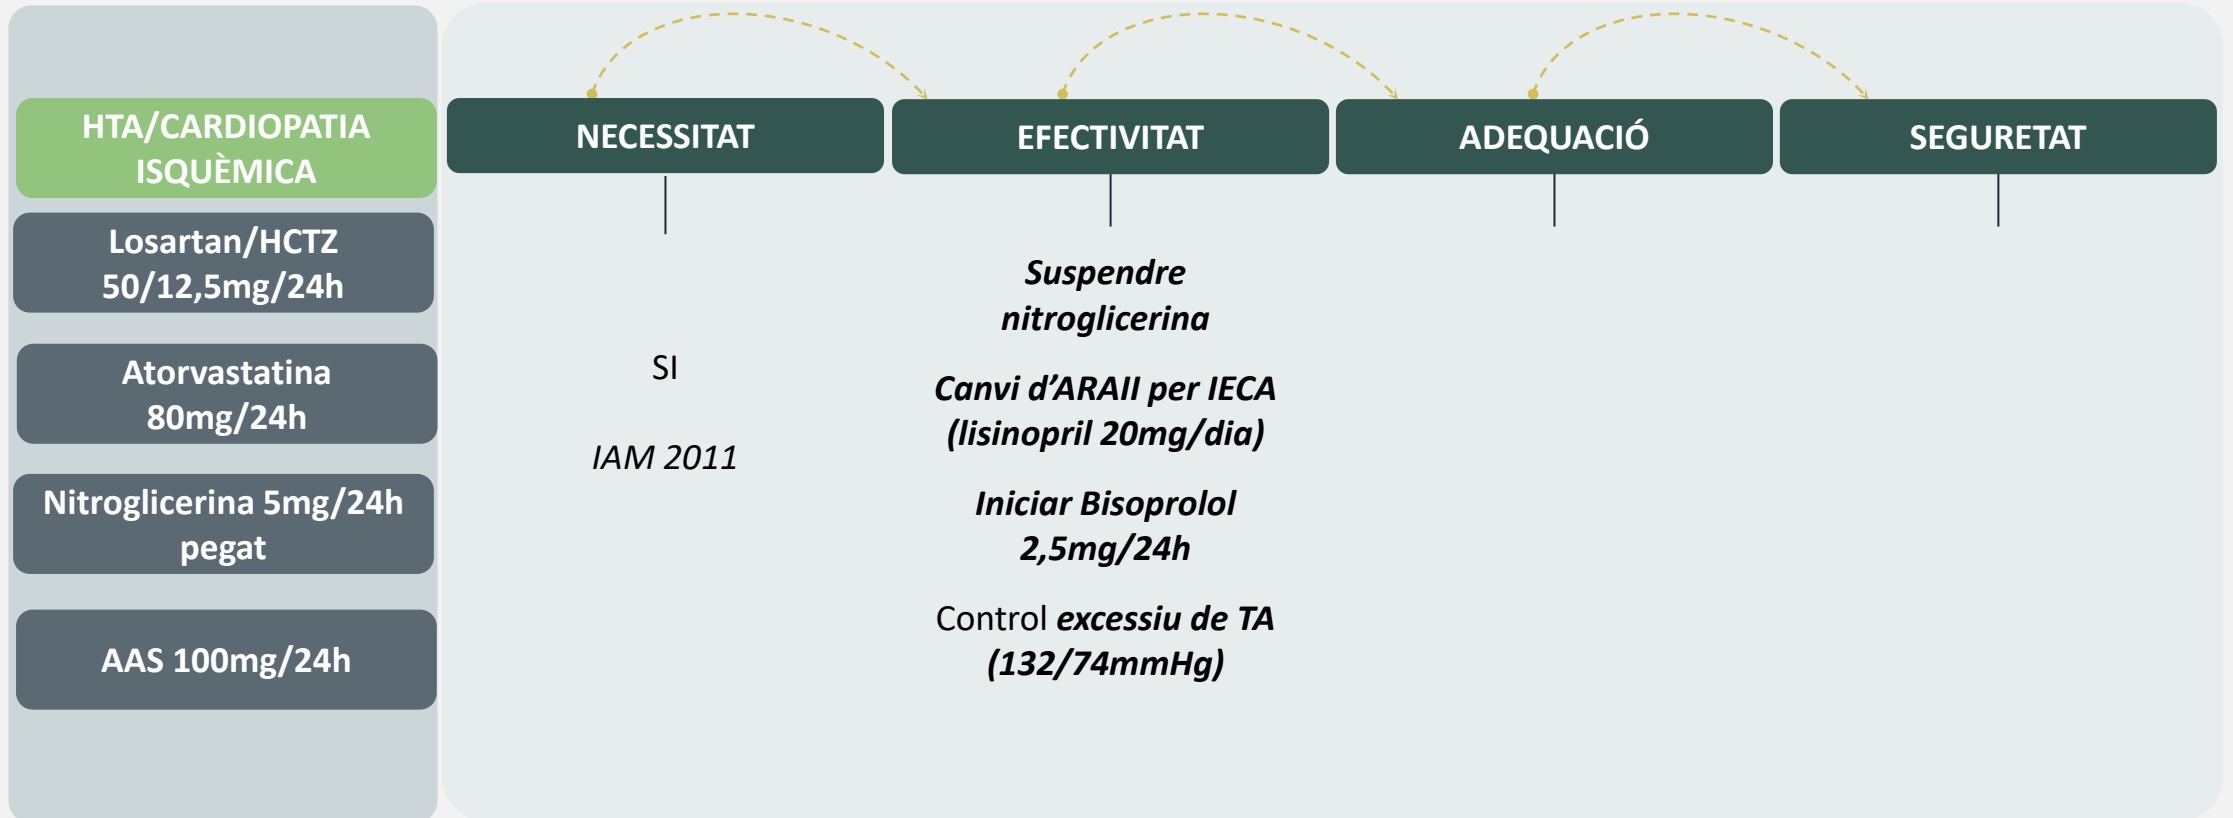 HTA/CARDIOPATIA
ISQUÈMICA
Losartan/HCTZ
50/12,5mg/24h
Atorvastatina
80mg/24h
Nitroglicerina 5mg/24h
pegat
AAS 100mg/24h
NECESSITAT
SI
IAM 2011
EFECTIVITAT
Suspendre
nitroglicerina
Canvi d’ARAII per IECA
(lisinopril 20mg/dia)
Iniciar Bisoprolol
2,5mg/24h
Control excessiu de TA
(132/74mmHg)
ADEQUACIÓ
SEGURETAT